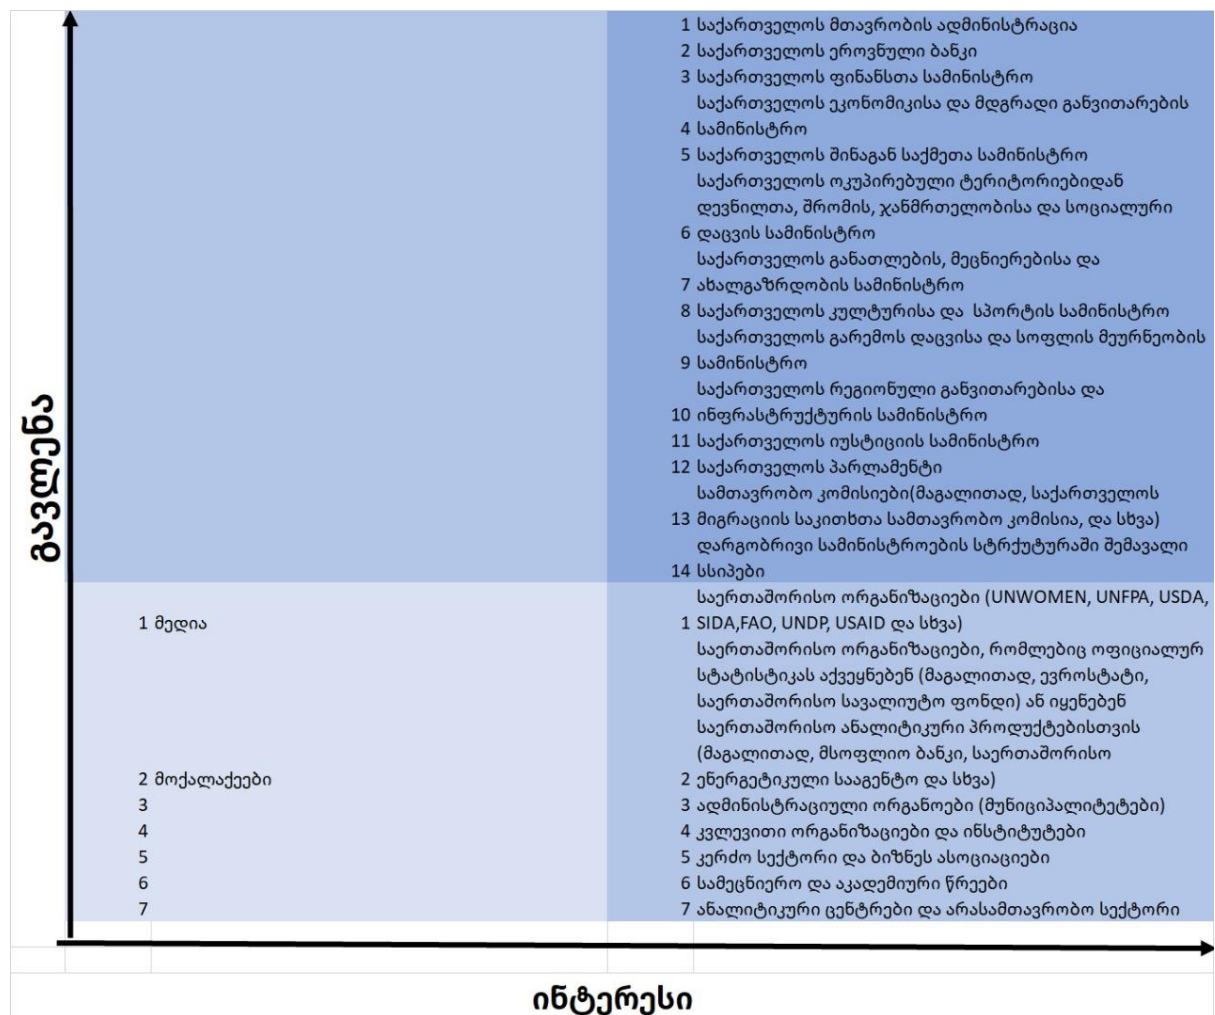 1 საქართველოს მთავრობის ადმინისტრაცია
2 საქართველოს ეროვნული ბანკი
3 საქართველოს ფინანსთა სამინისტრო
საქართველოს ეკონომიკისა და მდგრადი განვითარების
4 სამინისტრო
5 საქართველოს შინაგან საქმეთა სამინისტრო
საქართველოს ოკუპირებული ტერიტორიებიდან
დევნილთა, შრომის, ჯანმრთელობისა და სოციალური
6 დაცვის სამინისტრო
საქართველოს განათლების, მეცნიერებისა და
7 ახალგაზრდობის სამინისტრო
8 საქართველოს კულტურისა და სპორტის სამინისტრო
საქართველოს გარემოს დაცვისა და სოფლის მეურნეობის
9 სამინისტრო
საქართველოს რეგიონული განვითარებისა და
10 ინფრასტრუქტურის სამინისტრო
11 საქართველოს იუსტიციის სამინისტრო
12 საქართველოს პარლამენტი
სამთავრობო კომისიები(მაგალითად, საქართველოს
13 მიგრაციის საკითხთა სამთავრობო კომისია, და სხვა)
დარგობრივი სამინისტროების სტრქუტურაში შემავალი
14 სსიპები
გავლენა
1 მედია
2 მოქალაქეები
3
4
5
6
7
საერთაშორისო ორგანიზაციები (UNWOMEN, UNFPA, USDA,
1 SIDA,FAO, UNDP, USAID და სხვა)
საერთაშორისო ორგანიზაციები, რომლებიც ოფიციალურ
სტატისტიკას აქვეყნებენ (მაგალითად, ევროსტატი,
საერთაშორისო სავალიუტო ფონდი) ან იყენებენ
საერთაშორისო ანალიტიკური პროდუქტებისთვის
(მაგალითად, მსოფლიო ბანკი, საერთაშორისო
2 ენერგეტიკული სააგენტო და სხვა)
3 ადმინისტრაციული ორგანოები (მუნიციპალიტეტები)
4 კვლევითი ორგანიზაციები და ინსტიტუტები
5 კერძო სექტორი და ბიზნეს ასოციაციები
6 სამეცნიერო და აკადემიური წრეები
7 ანალიტიკური ცენტრები და არასამთავრობო სექტორი
ინტერესი